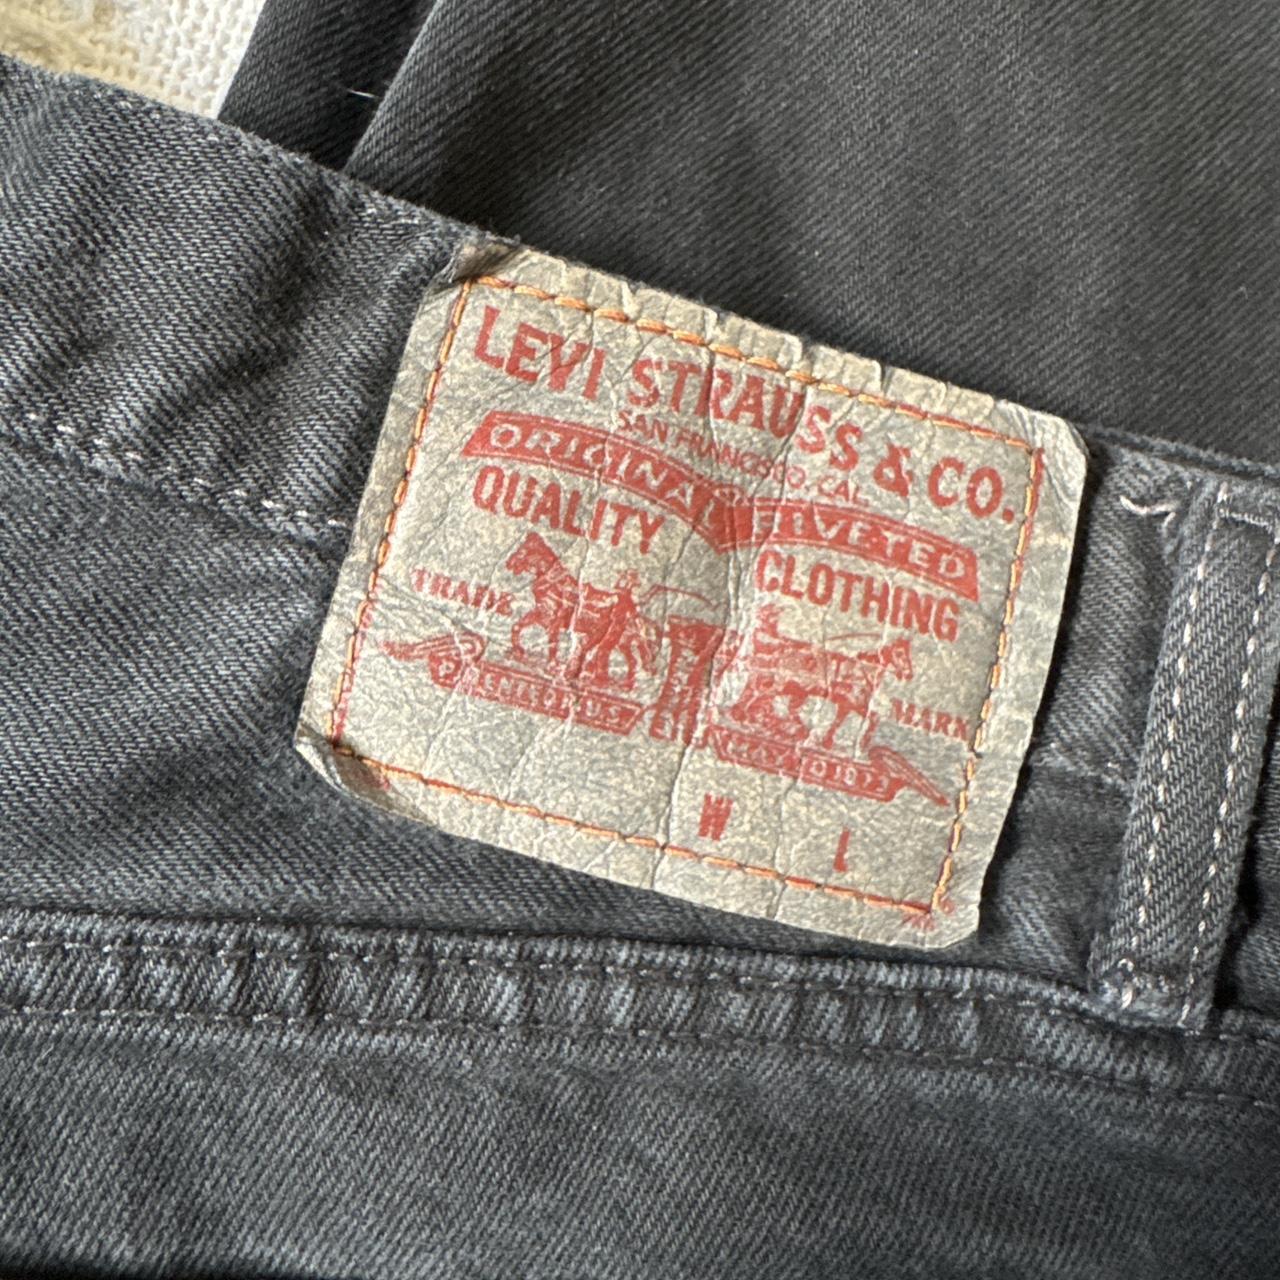 LEVI STRAUSS & CO.
SAN FRANCISCO, CAL.
ORIGINAL RIVETED
QUALITY CLOTHING
TRADE MARK
W L